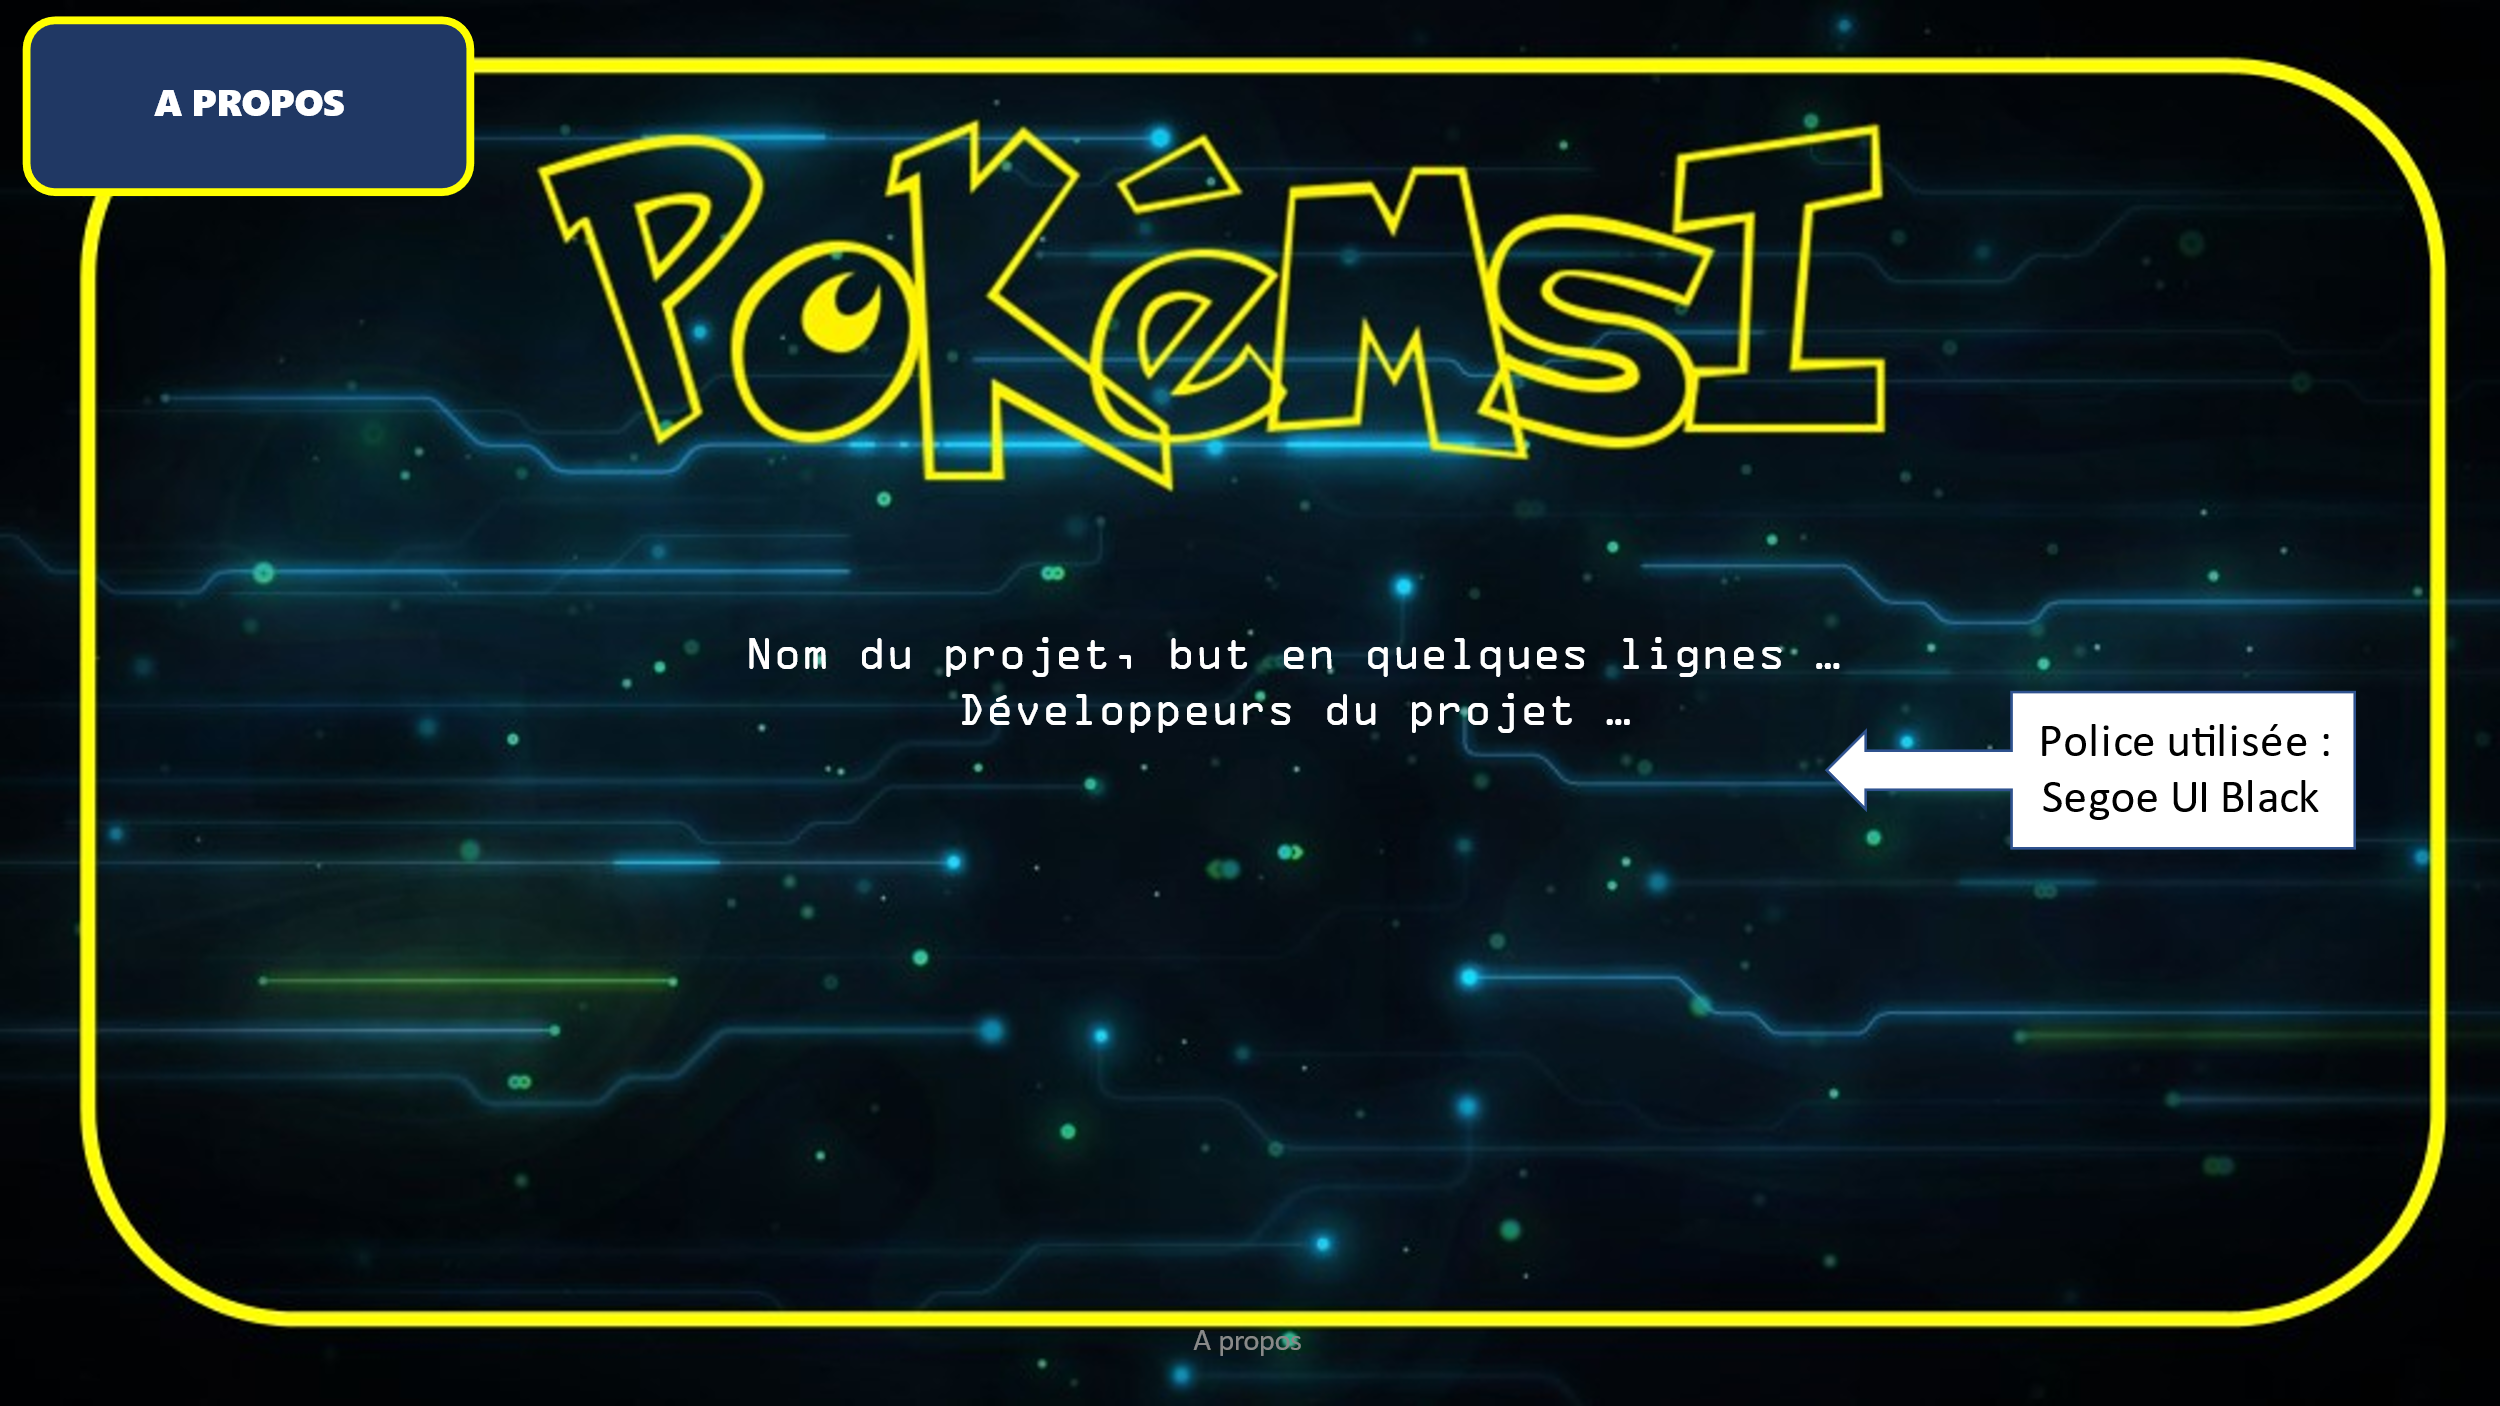 A PROPOS
PoKémsI
Nom du projet, but en quelques lignes …
Développeurs du projet …
Police utilisée :
Segoe UI Black
A propos